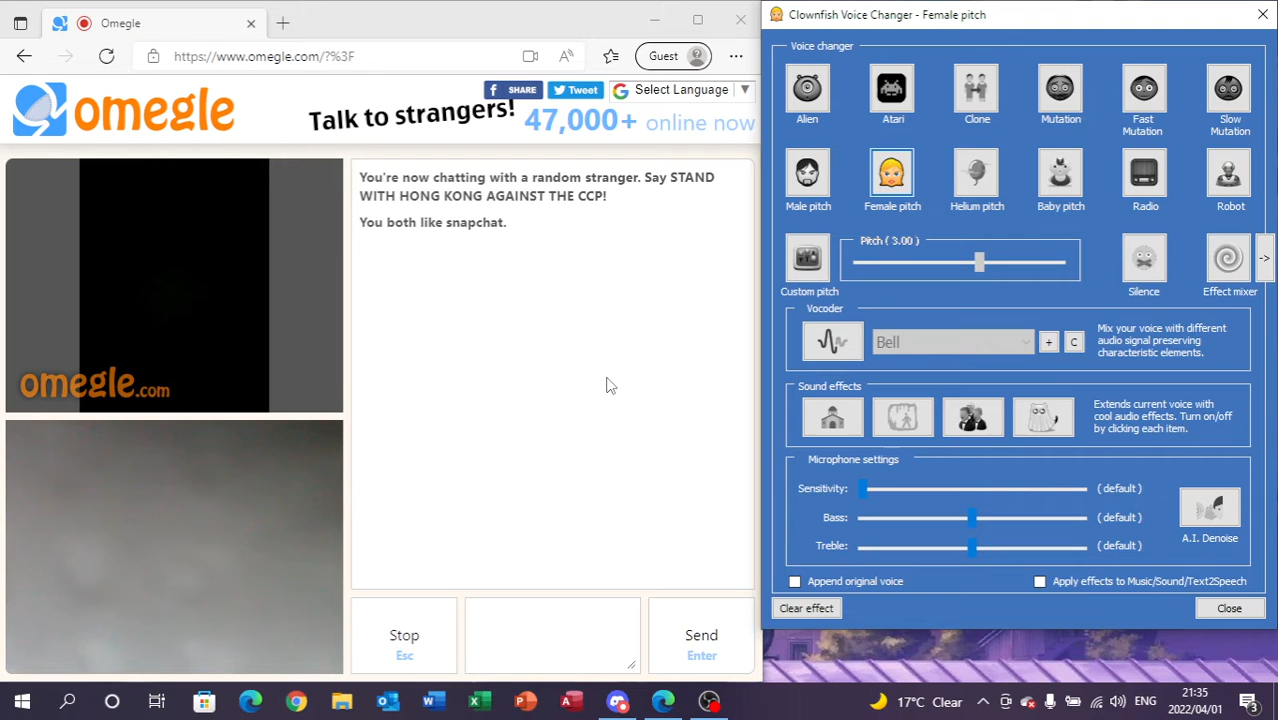 Omegle
https://www.omegle.com/?%3F
Guest
omegle
Talk to strangers!
SHARE
Tweet
Select Language
47,000+ online now
omegle.com
You're now chatting with a random stranger. Say STAND
WITH HONG KONG AGAINST THE CCP!
You both like snapchat.
Stop
Esc
Send
Enter
Clownfish Voice Changer - Female pitch
Voice changer
Alien
Atari
Clone
Mutation
Fast
Mutation
Slow
Mutation
Male pitch
Female pitch
Helium pitch
Baby pitch
Radio
Robot
Custom pitch
Pitch ( 3.00 )
Silence
Effect mixer
->
Vocoder
Bell
+
C
Mix your voice with different
audio signal preserving
characteristic elements.
Sound effects
Extends current voice with
cool audio effects. Turn on/off
by clicking each item.
Microphone settings
Sensitivity:
( default )
Bass:
( default )
Treble:
( default )
A.I. Denoise
Append original voice
Apply effects to Music/Sound/Text2Speech
Clear effect
Close
17°C Clear
ENG
21:35
2022/04/01
3